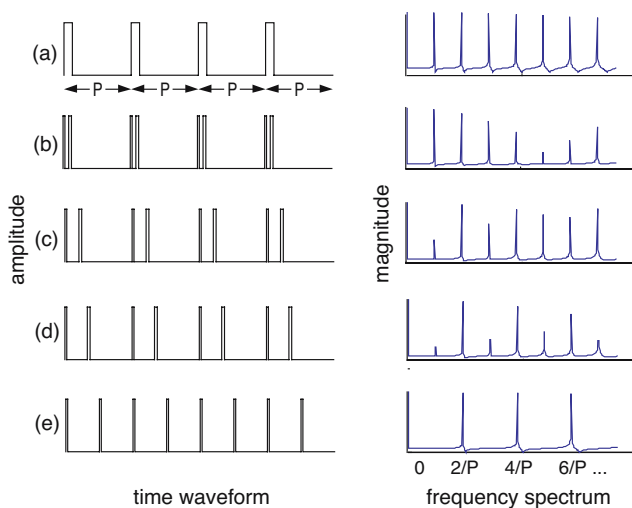 (a)
P P P P
(b)
(c)
(d)
(e)
amplitude
magnitude
0 2/P 4/P 6/P ...
time waveform
frequency spectrum